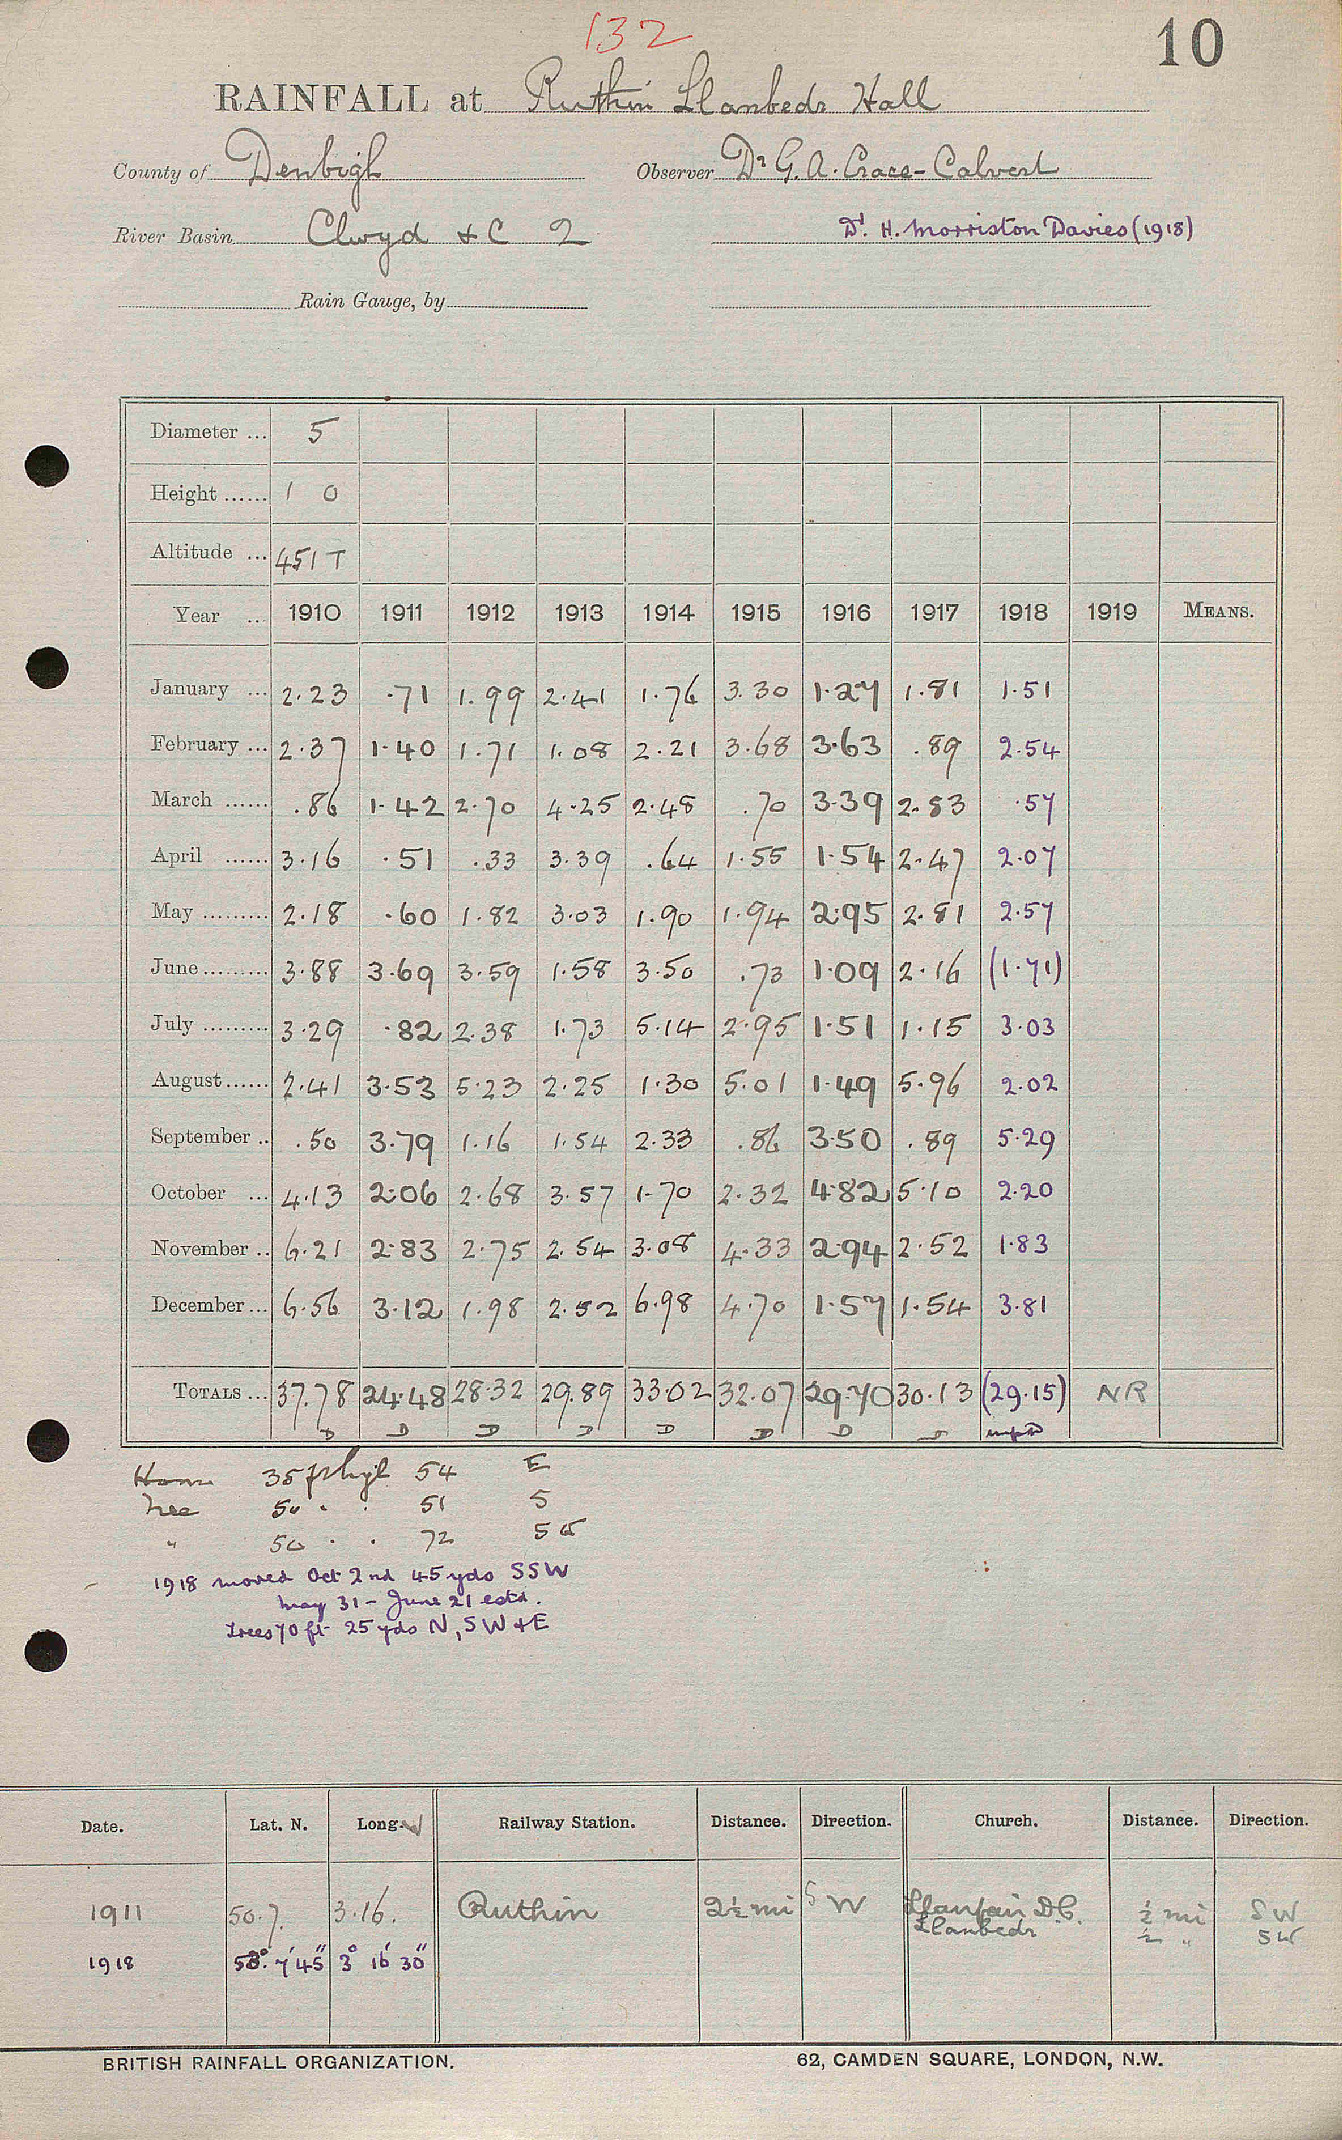 132
10
RAINFALL at Ruthin Llanbedr Hall
County of Denbigh Observer Dr G. A. Crace-Calvert
River Basin Clwyd & C 2 Dr. H. Morriston Davies (1918)
Rain Gauge, by
Diameter ... 5
Height ...... 1 0
Altitude ... 451 T
Year ... 1910 1911 1912 1913 1914 1915 1916 1917 1918 1919 MEANS.
January ... 2.23 .71 1.99 2.41 1.76 3.30 1.27 1.81 1.51
February ... 2.37 1.40 1.71 1.08 2.21 3.68 3.63 .89 2.54
March ...... .86 1.42 2.70 4.25 2.48 .70 3.39 2.83 .57
April ...... 3.16 .51 .33 3.39 .64 1.55 1.54 2.47 2.07
May ......... 2.18 .60 1.82 3.03 1.90 1.94 2.95 2.81 2.57
June ......... 3.88 3.69 3.59 1.58 3.50 .73 1.09 2.16 (1.71)
July ......... 3.29 .82 2.38 1.73 5.14 2.95 1.51 1.15 3.03
August ...... 2.41 3.53 5.23 2.25 1.30 5.01 1.49 5.96 2.02
September .. .50 3.79 1.16 1.54 2.33 .86 3.50 .89 5.29
October ... 4.13 2.06 2.68 3.57 1.70 2.32 4.82 5.10 2.20
November .. 6.21 2.83 2.75 2.54 3.08 4.33 2.94 2.52 1.83
December ... 6.56 3.12 1.98 2.52 6.98 4.70 1.57 1.54 3.81
TOTALS ... 37.78 24.48 28.32 29.89 33.02 32.07 29.70 30.13 (29.15) NR
D D D D D D D
35 ft high 54 E
Tree 50 " " 51 S
" 50 " " 72
1918 moved Oct 2nd 45 yds SSW
May 31 - June 21 estd.
trees 70 ft 25 yds N, SW & E
Date. Lat. N. Long. W Railway Station. Distance. Direction. Church. Distance. Direction.
1911 50.7. 3.16. Ruthin 2½ mi SW Llanfair D.C. ½ mi SW
Llanbedr ½ " SW
1918 53° 7' 45" 3° 16' 30"
BRITISH RAINFALL ORGANIZATION. 62, CAMDEN SQUARE, LONDON, N.W.